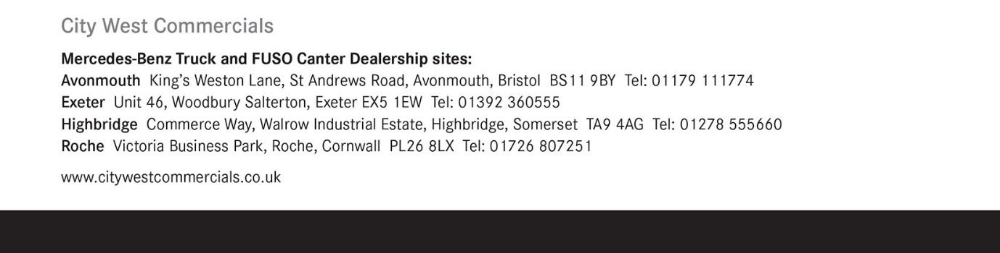 City West Commercials
Mercedes-Benz Truck and FUSO Canter Dealership sites:
Avonmouth King's Weston Lane, St Andrews Road, Avonmouth, Bristol BS11 9BY Tel: 01179 111774
Exeter Unit 46, Woodbury Salterton, Exeter EX5 1EW Tel: 01392 360555
Highbridge Commerce Way, Walrow Industrial Estate, Highbridge, Somerset TA9 4AG Tel: 01278 555660
Roche Victoria Business Park, Roche, Cornwall PL26 8LX Tel: 01726 807251
www.citywestcommercials.co.uk